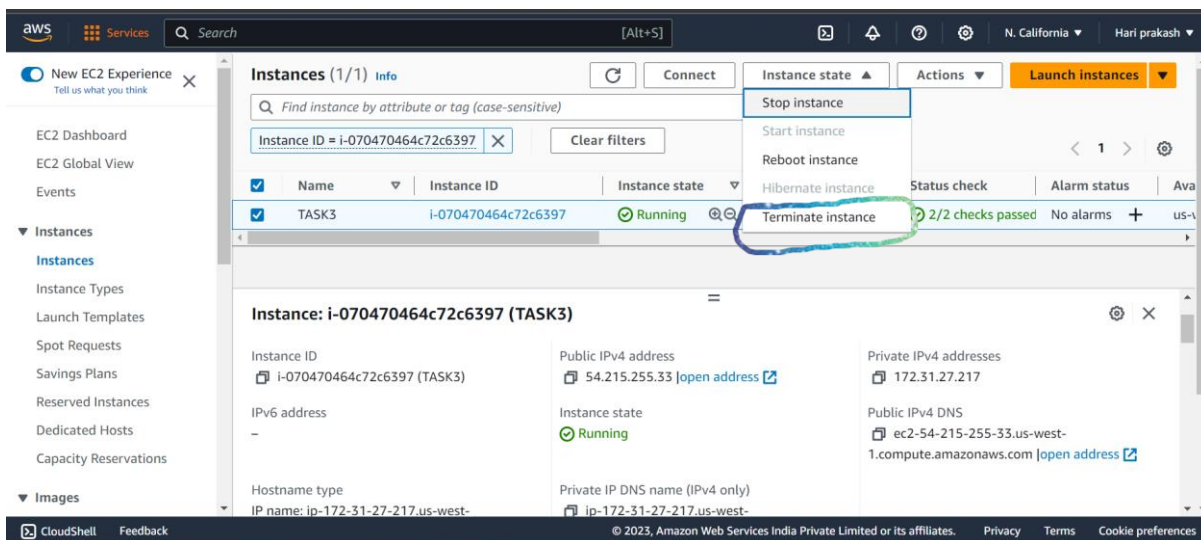 aws
Services
Search
[Alt+S]
N. California
Hari prakash
New EC2 Experience
Tell us what you think
EC2 Dashboard
EC2 Global View
Events
Instances
Instances
Instance Types
Launch Templates
Spot Requests
Savings Plans
Reserved Instances
Dedicated Hosts
Capacity Reservations
Images
Instances (1/1) Info
Connect
Instance state
Actions
Launch instances
Find instance by attribute or tag (case-sensitive)
Stop instance
Start instance
Reboot instance
Hibernate instance
Terminate instance
Instance ID = i-070470464c72c6397
Clear filters
1
Name Instance ID Instance state Status check Alarm status Ava
TASK3 i-070470464c72c6397 Running 2/2 checks passed No alarms +
Instance: i-070470464c72c6397 (TASK3)
Instance ID
i-070470464c72c6397 (TASK3)
Public IPv4 address
54.215.255.33 |open address
Private IPv4 addresses
172.31.27.217
IPv6 address
–
Instance state
Running
Public IPv4 DNS
ec2-54-215-255-33.us-west-
1.compute.amazonaws.com |open address
Hostname type
IP name: ip-172-31-27-217.us-west-
Private IP DNS name (IPv4 only)
ip-172-31-27-217.us-west-
CloudShell Feedback © 2023, Amazon Web Services India Private Limited or its affiliates. Privacy Terms Cookie preferences